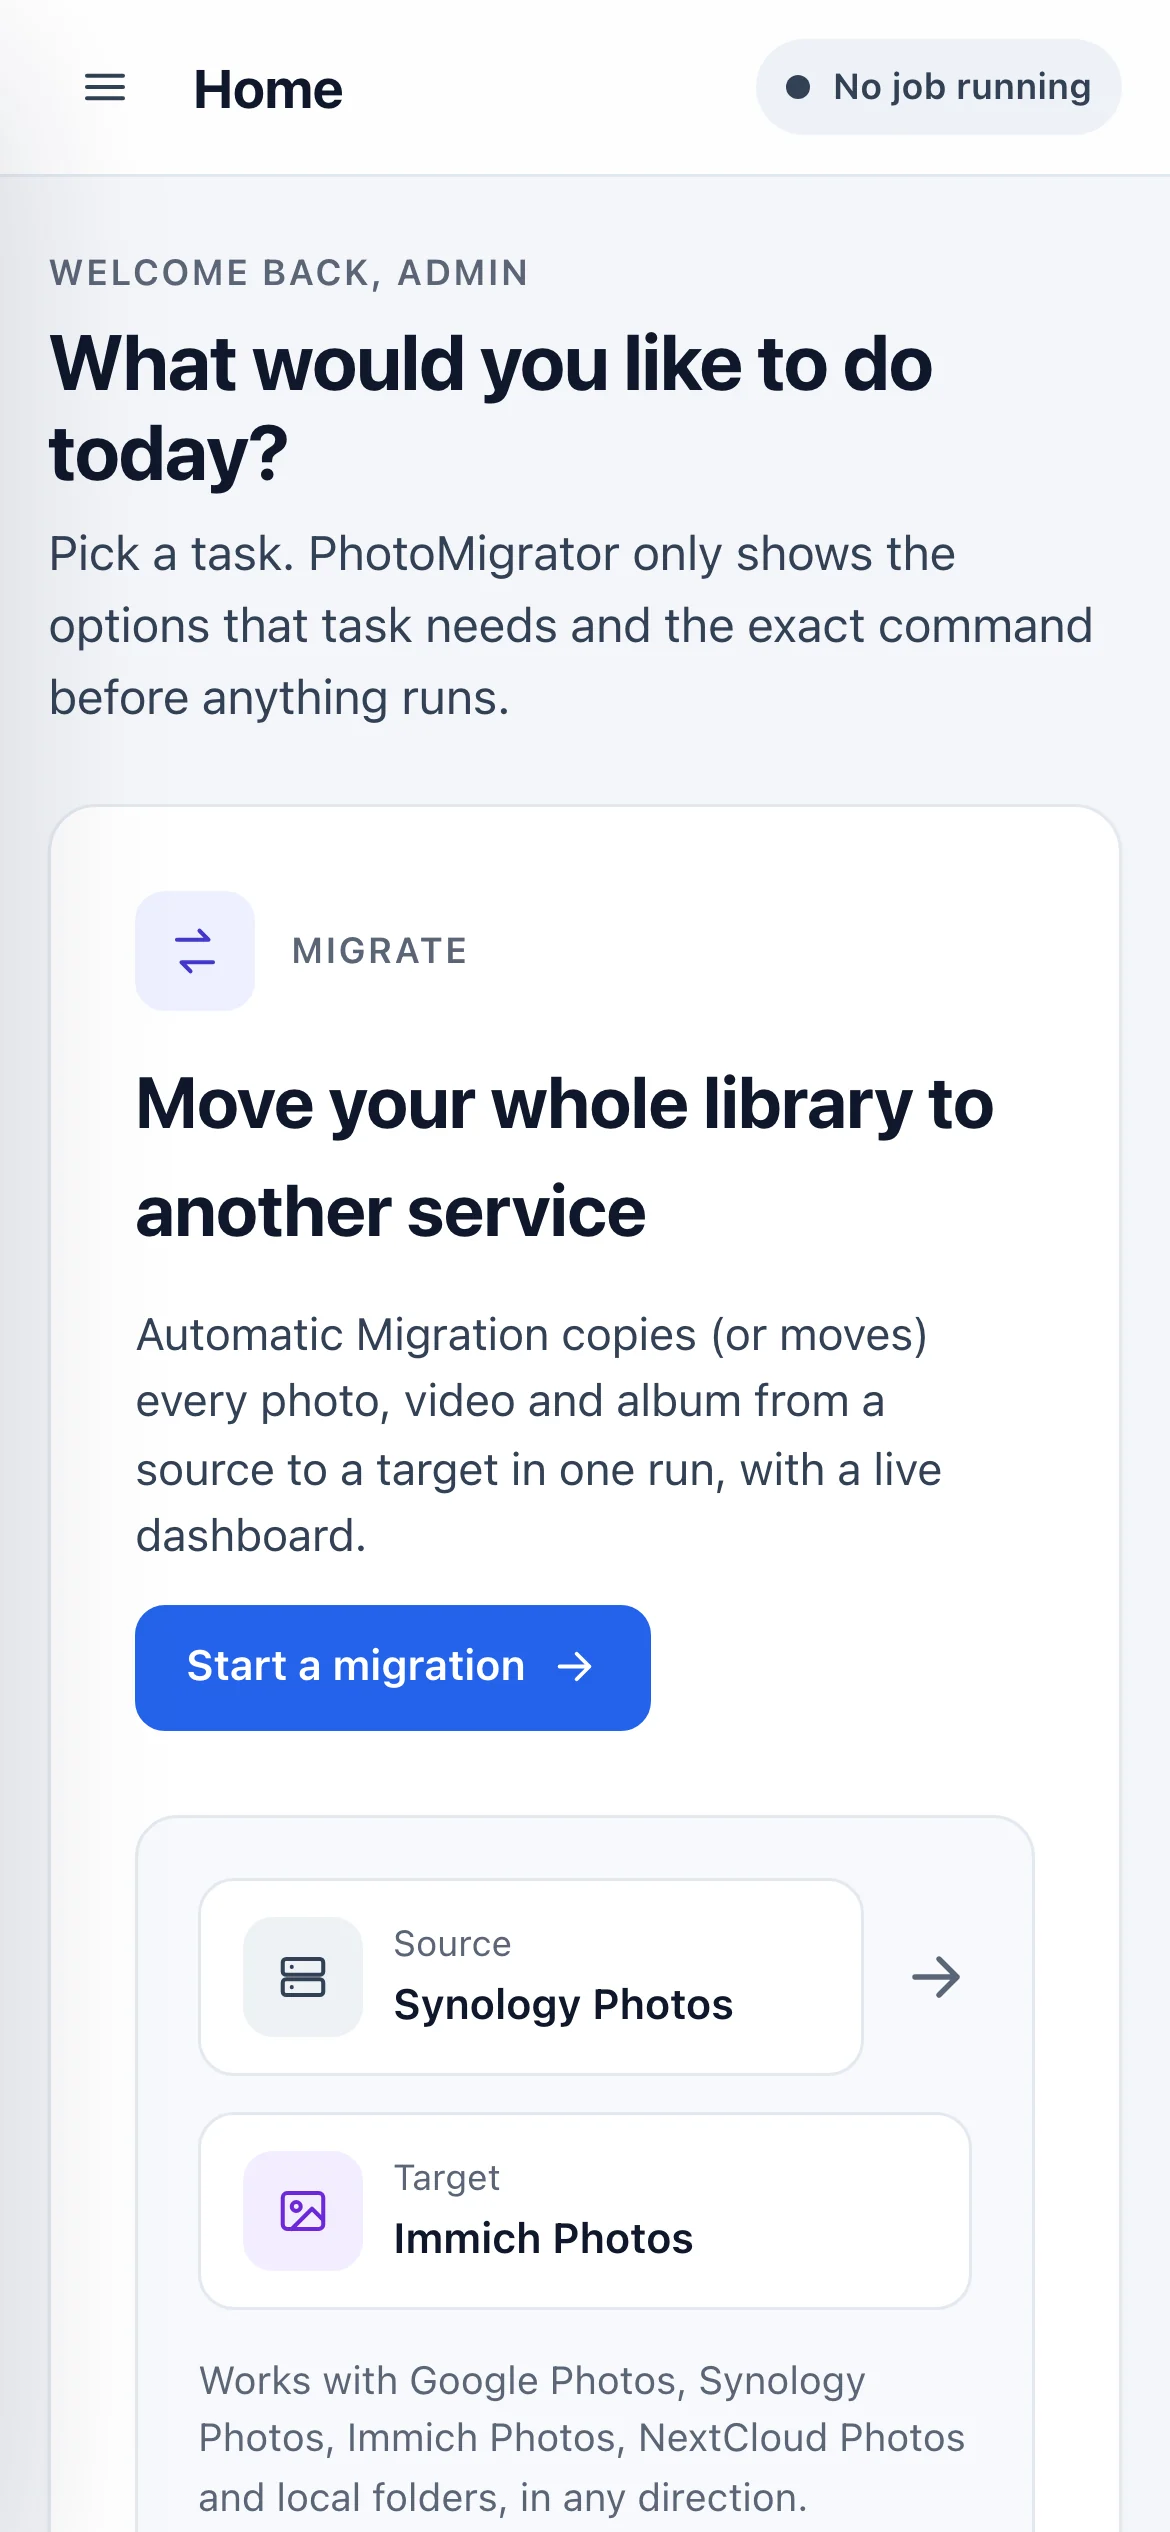 Home
No job running
WELCOME BACK, ADMIN
What would you like to do
today?
Pick a task. PhotoMigrator only shows the
options that task needs and the exact command
before anything runs.
MIGRATE
Move your whole library to
another service
Automatic Migration copies (or moves)
every photo, video and album from a
source to a target in one run, with a live
dashboard.
Start a migration
Source
Synology Photos
Target
Immich Photos
Works with Google Photos, Synology
Photos, Immich Photos, NextCloud Photos
and local folders, in any direction.